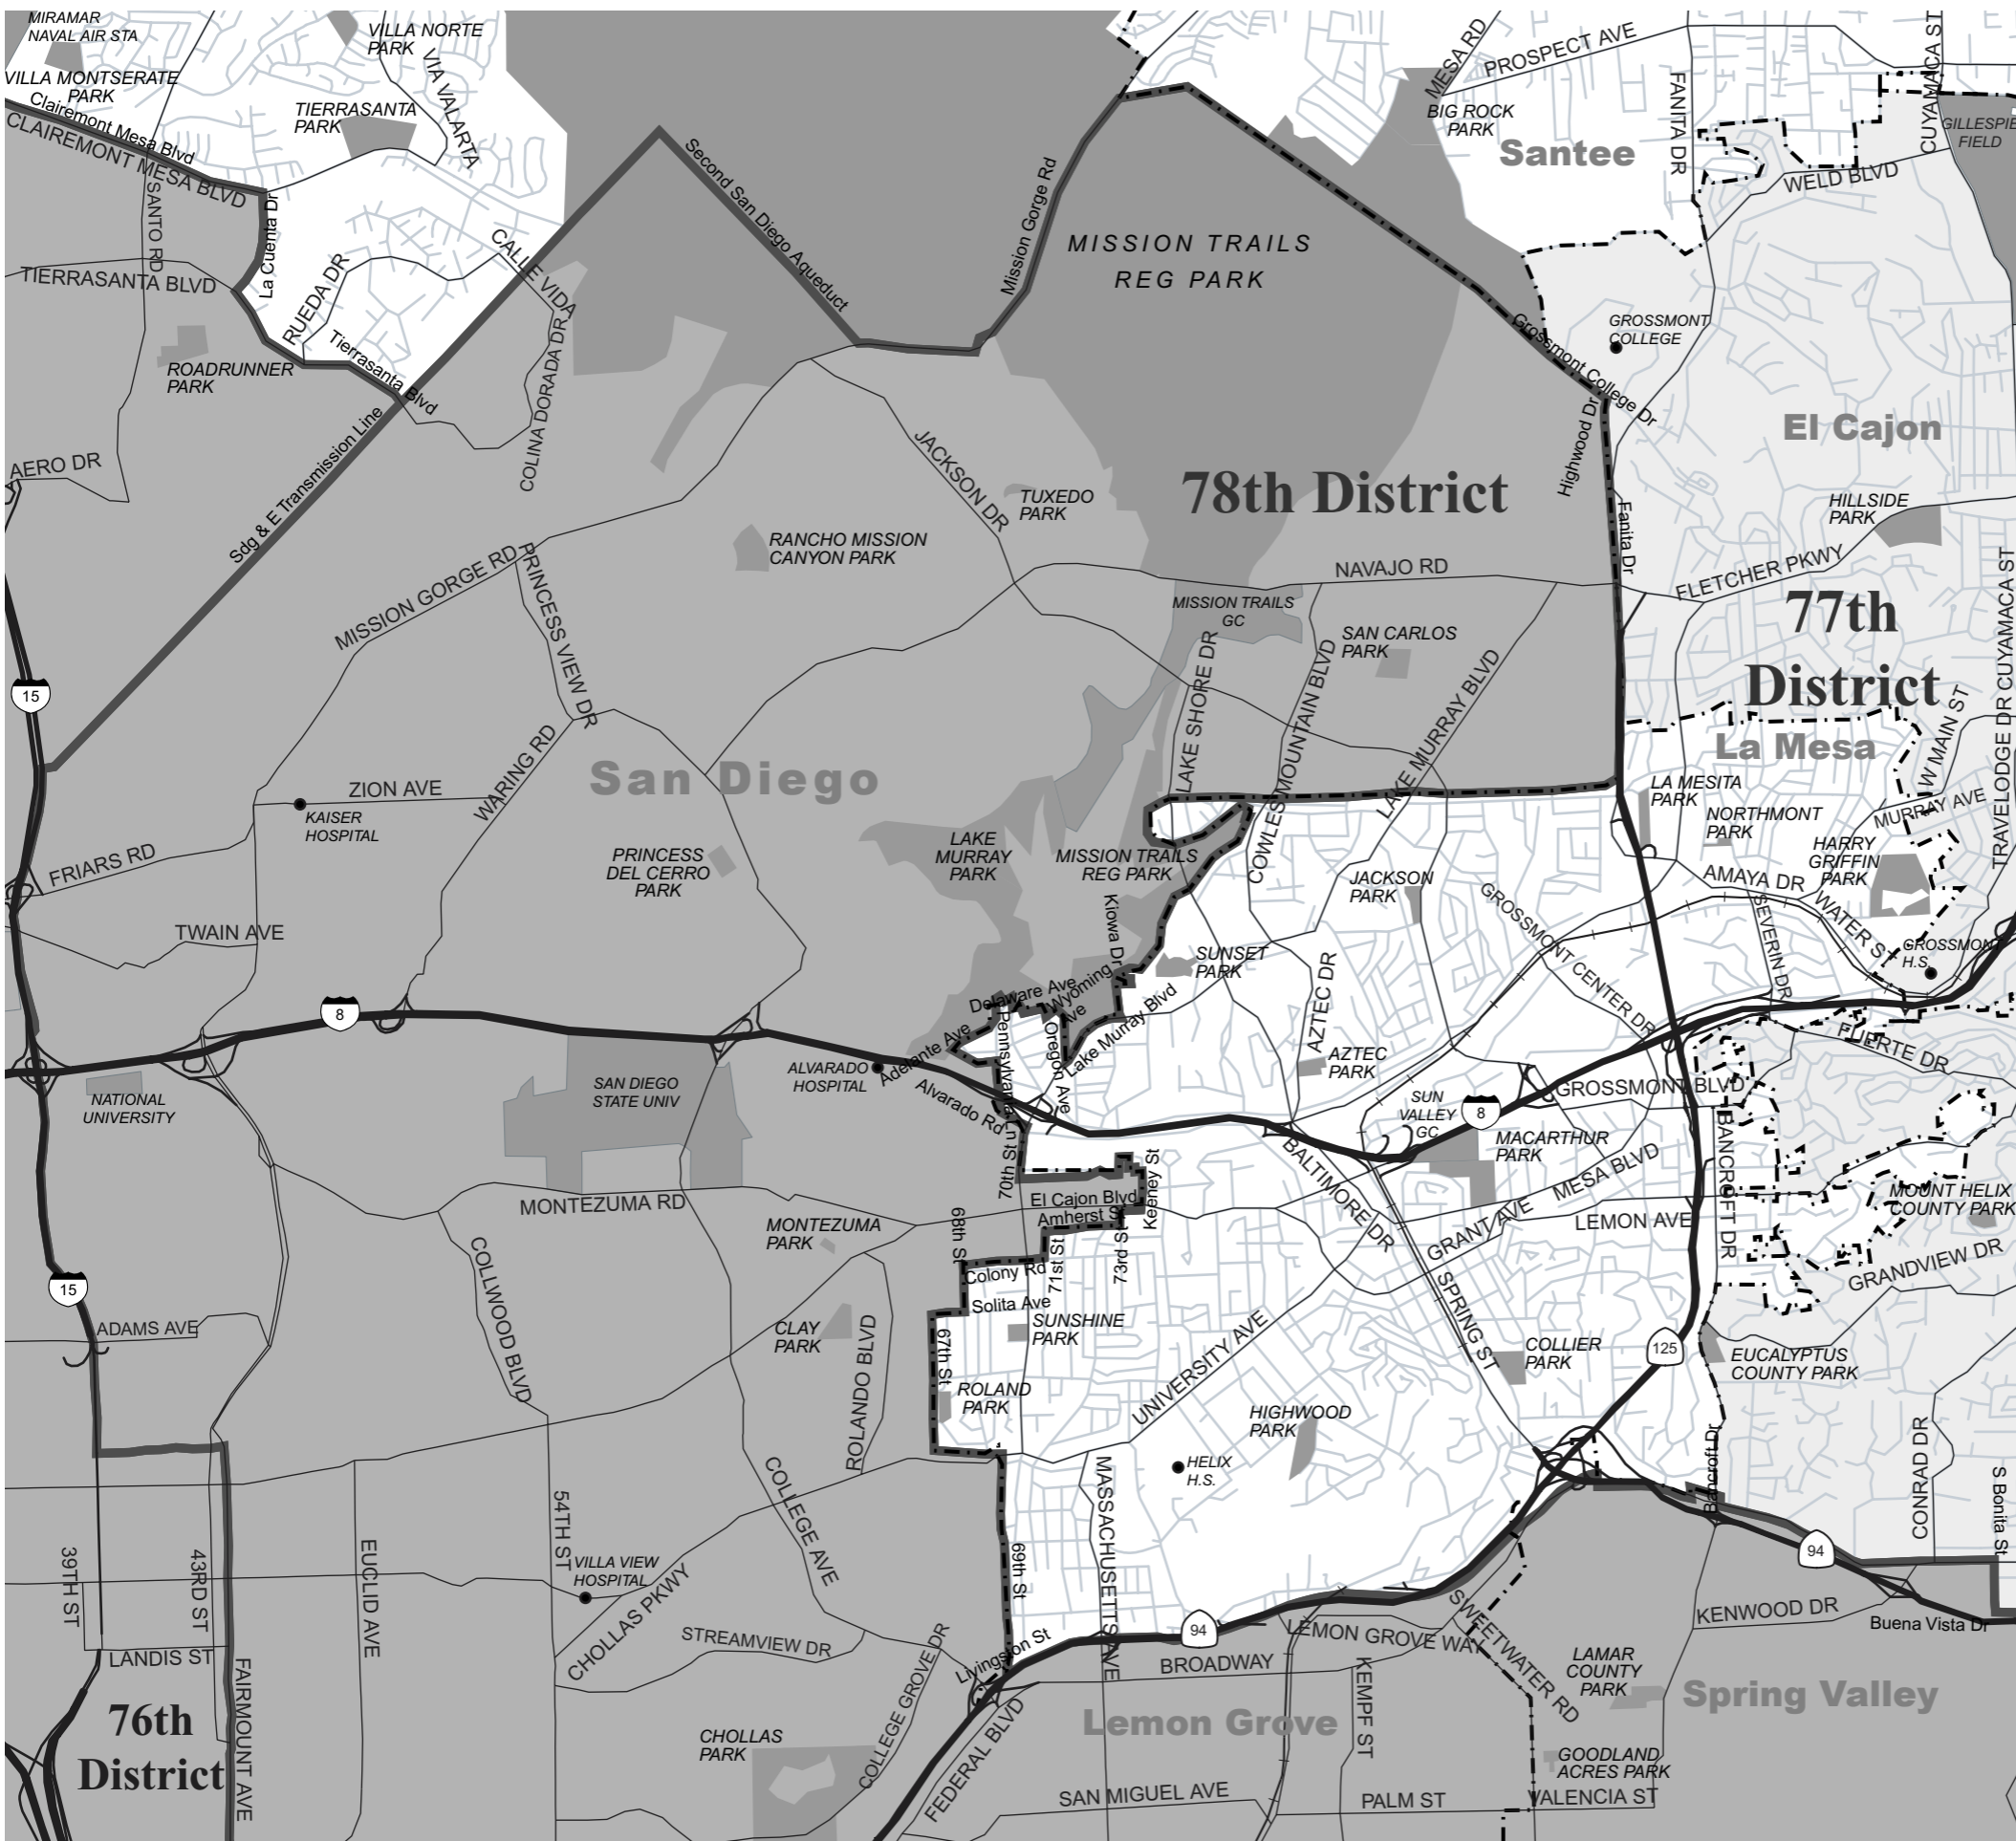 MIRAMAR
NAVAL AIR STA
VILLA NORTE
PARK
VILLA MONTSERATE
PARK
VIA VALARTA
TIERRASANTA
PARK
Clairemont Mesa Blvd
CLAIREMONT MESA BLVD
SANTO RD
La Cuenta Dr
TIERRASANTA BLVD
RUEDA DR
CALLE VIDA
COLINA DORADA DR
Tierrasanta Blvd
ROADRUNNER
PARK
AERO DR
Sdg & E Transmission Line
Second San Diego Aqueduct
Mission Gorge Rd
MISSION TRAILS
REG PARK
MESA RD
PROSPECT AVE
BIG ROCK
PARK
Santee
FANITA DR
CUYAMACA ST
GILLESPIE
FIELD
WELD BLVD
GROSSMONT
COLLEGE
Grossmont College Dr
Highwood Dr
El Cajon
HILLSIDE
PARK
Fanita Dr
FLETCHER PKWY
77th
District
La Mesa
W MAIN ST
TRAVELODGE DR CUYAMACA ST
78th District
JACKSON DR
TUXEDO
PARK
RANCHO MISSION
CANYON PARK
NAVAJO RD
MISSION TRAILS
GC
SAN CARLOS
PARK
LAKE SHORE DR
COWLES MOUNTAIN BLVD
LAKE MURRAY BLVD
MISSION GORGE RD
PRINCESS VIEW DR
WARING RD
15
San Diego
ZION AVE
KAISER
HOSPITAL
FRIARS RD
PRINCESS
DEL CERRO
PARK
LAKE
MURRAY
PARK
MISSION TRAILS
REG PARK
LA MESITA
PARK
NORTHMONT
PARK
MURRAY AVE
HARRY
GRIFFIN
PARK
AMAYA DR
WATER ST
SEVERIN DR
GROSSMONT
H.S.
JACKSON
PARK
GROSSMONT CENTER DR
TWAIN AVE
Kiowa Dr
SUNSET
PARK
Delaware Ave
Wyoming
Ave
Lake Murray Blvd
AZTEC DR
AZTEC
PARK
8
Adelante Ave
Pennsylvania Ln
Oregon Ave
ALVARADO
HOSPITAL
Alvarado Rd
NATIONAL
UNIVERSITY
SAN DIEGO
STATE UNIV
SUN
VALLEY
GC
8
GROSSMONT BLVD
FUERTE DR
MACARTHUR
PARK
BANCROFT DR
MESA BLVD
GRANT AVE
LEMON AVE
MOUNT HELIX
COUNTY PARK
GRANDVIEW DR
BALTIMORE DR
70th St
El Cajon Blvd
Amherst St
Keeney St
MONTEZUMA RD
MONTEZUMA
PARK
68th St
Colony Rd
71st St
73rd St
Solita Ave
SUNSHINE
PARK
COLLWOOD BLVD
15
ADAMS AVE
CLAY
PARK
ROLANDO BLVD
67th St
ROLAND
PARK
UNIVERSITY AVE
SPRING ST
COLLIER
PARK
125
EUCALYPTUS
COUNTY PARK
HIGHWOOD
PARK
HELIX
H.S.
MASSACHUSETTS AVE
Bancroft Dr
CONRAD DR
S Bonita St
94
54TH ST
COLLEGE AVE
39TH ST
43RD ST
EUCLID AVE
VILLA VIEW
HOSPITAL
CHOLLAS PKWY
69th St
STREAMVIEW DR
Livingston St
94
LEMON GROVE WAY
SWEETWATER RD
KENWOOD DR
Buena Vista Dr
LANDIS ST
BROADWAY
LAMAR
COUNTY
PARK
Spring Valley
76th
District
FAIRMOUNT AVE
CHOLLAS
PARK
COLLEGE GROVE DR
FEDERAL BLVD
Lemon Grove
KEMPF ST
GOODLAND
ACRES PARK
SAN MIGUEL AVE
PALM ST
VALENCIA ST